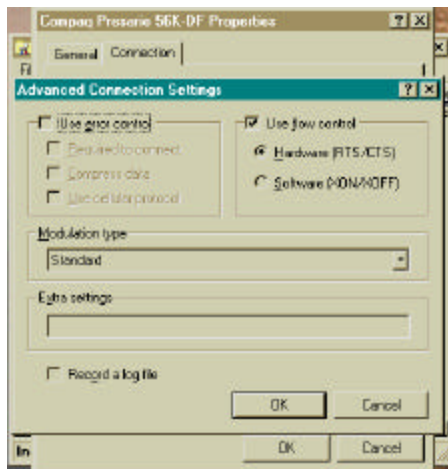 Compaq Presario 56K-DF Properties
General Connection
Fi
Advanced Connection Settings
Use error control
Required to connect
Compress data
Use cellular protocol
Use flow control
Hardware (RTS/CTS)
Software (XON/XOFF)
Modulation type
Standard
Extra settings
Record a log file
OK Cancel
In
OK Cancel